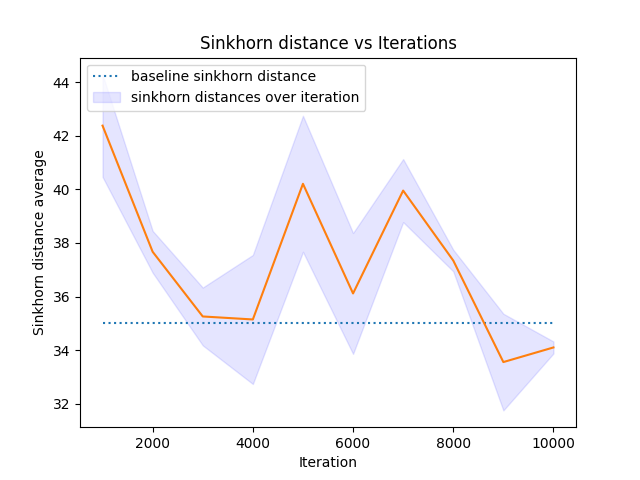 Sinkhorn distance vs Iterations
baseline sinkhorn distance
sinkhorn distances over iteration
Sinkhorn distance average
44
42
40
38
36
34
32
2000
4000
6000
8000
10000
Iteration